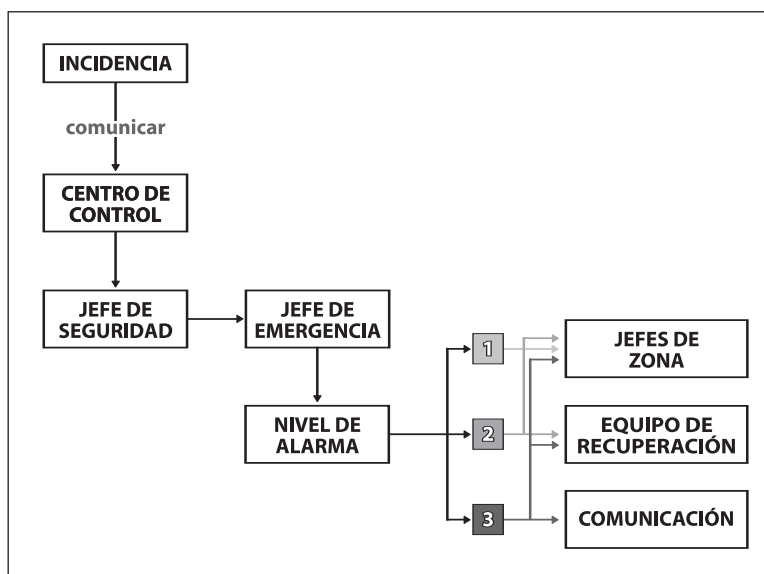 INCIDENCIA
comunicar
CENTRO DE
CONTROL
JEFE DE
SEGURIDAD
JEFE DE
EMERGENCIA
NIVEL DE
ALARMA
1
2
3
JEFES DE
ZONA
EQUIPO DE
RECUPERACIÓN
COMUNICACIÓN